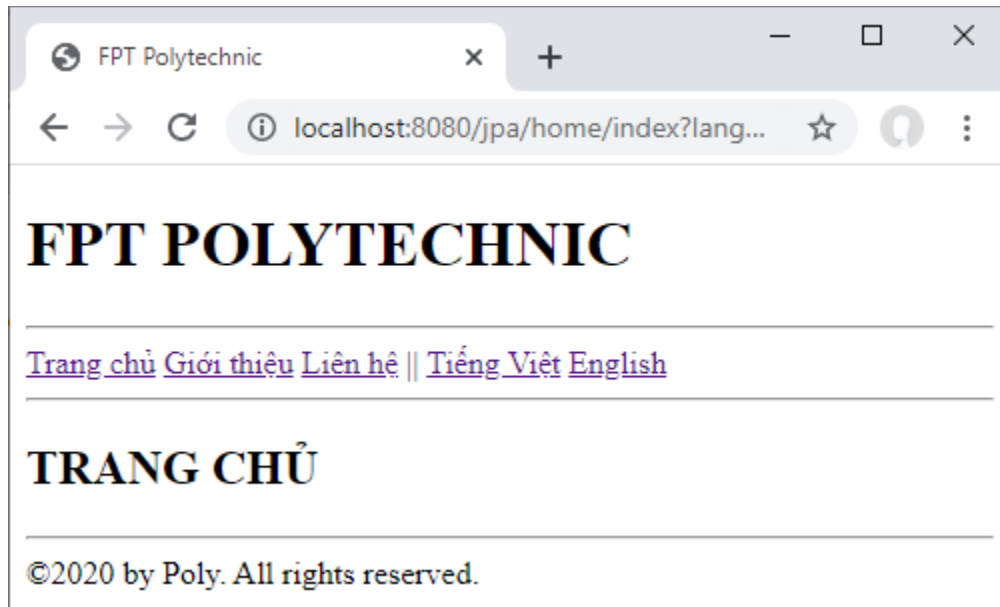 FPT Polytechnic
localhost:8080/jpa/home/index?lang...
FPT POLYTECHNIC
Trang chủ Giới thiệu Liên hệ || Tiếng Việt English
TRANG CHỦ
©2020 by Poly. All rights reserved.